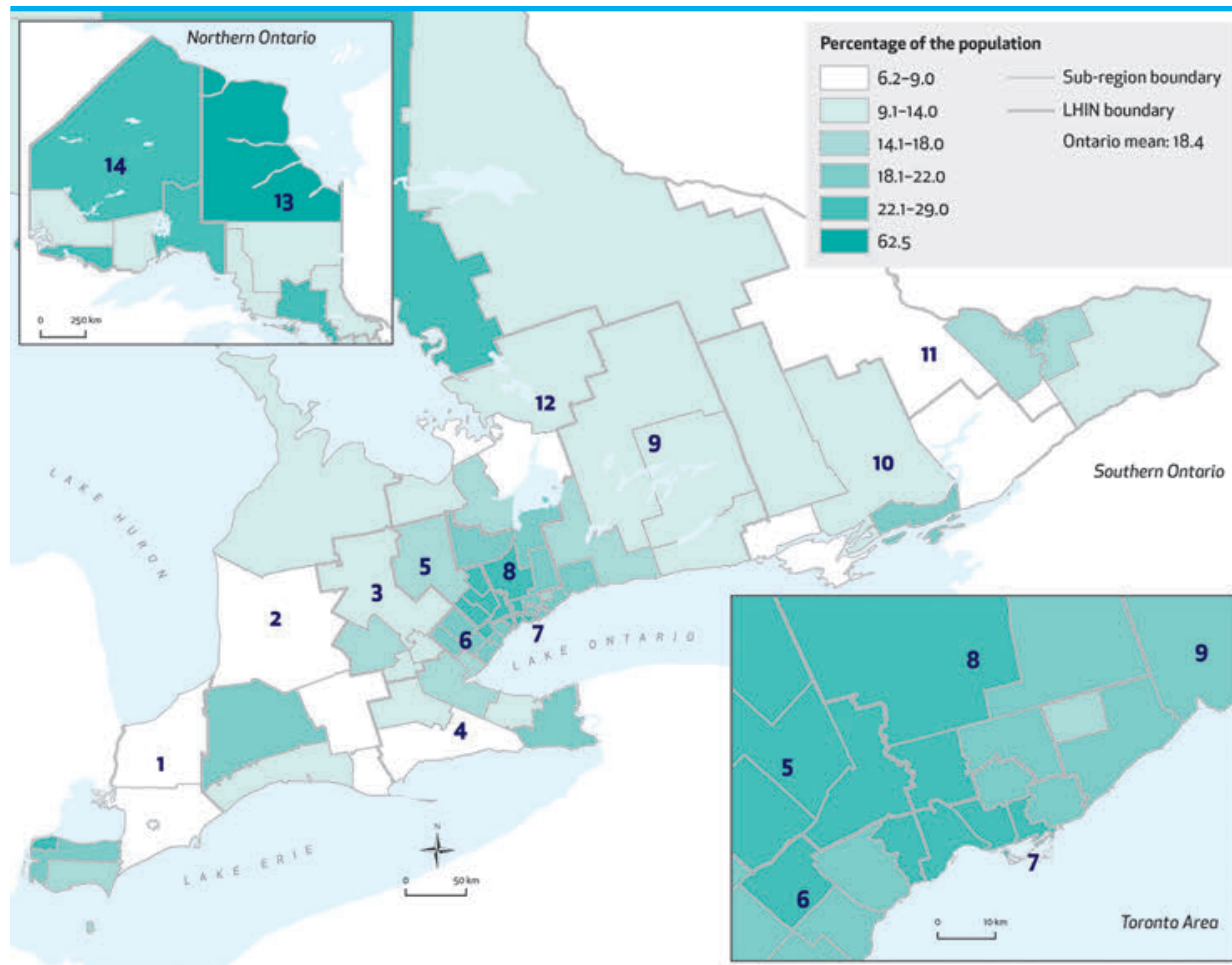 Northern Ontario
14
13
0 250 km
Percentage of the population
6.2–9.0
9.1–14.0
14.1–18.0
18.1–22.0
22.1–29.0
62.5
Sub-region boundary
LHIN boundary
Ontario mean: 18.4
11
12
9
10
Southern Ontario
LAKE HURON
5
8
3
2
6
7
LAKE ONTARIO
4
1
N
LAKE ERIE
0 50 km
8
9
5
7
6
0 10 km
Toronto Area